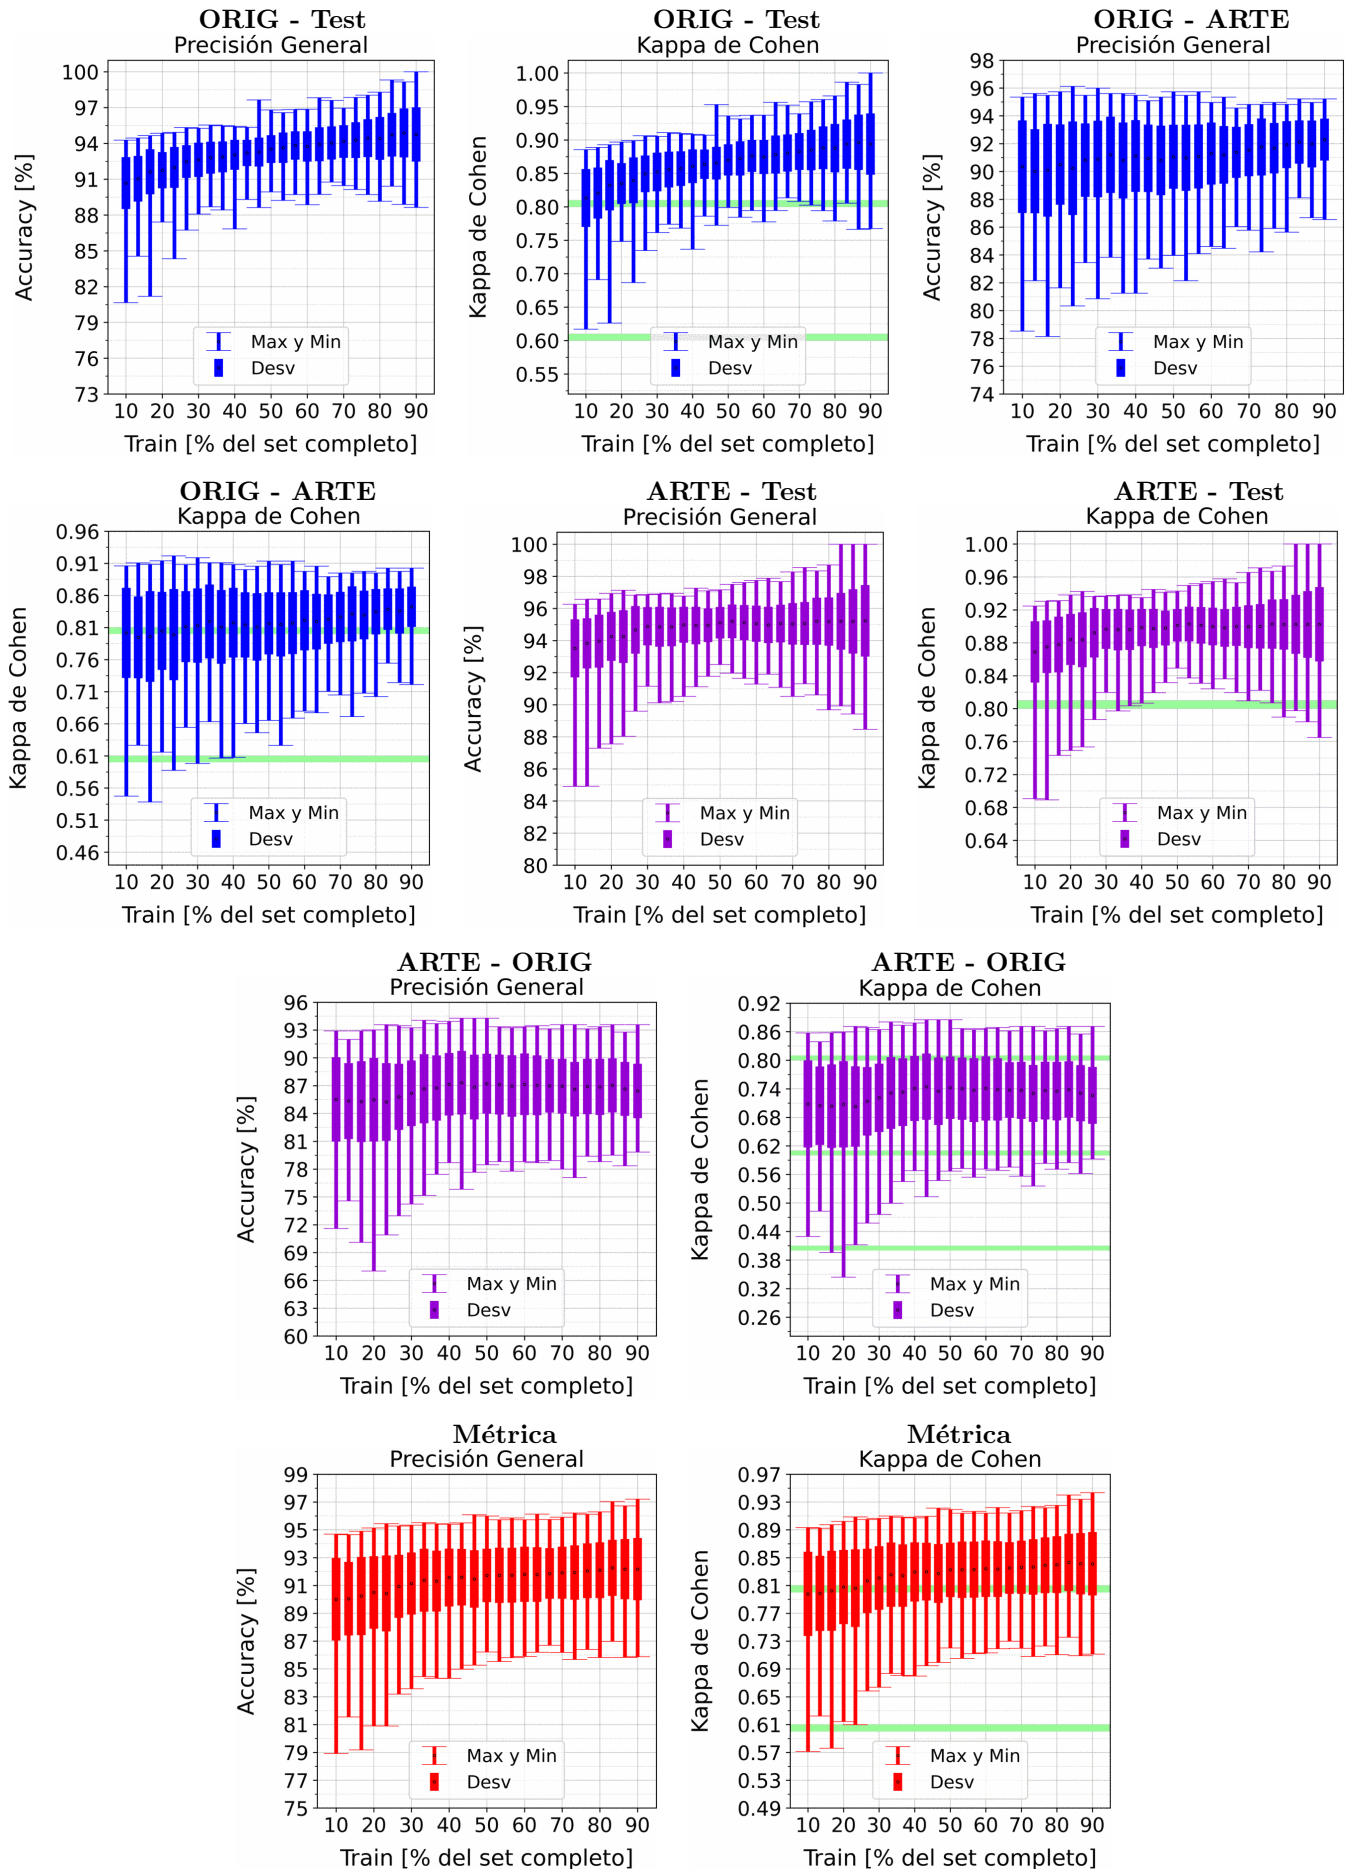 ORIG - Test
Precisión General
Accuracy [%]
100
97
94
91
88
85
82
79
76
73
Max y Min
Desv
10 20 30 40 50 60 70 80 90
Train [% del set completo]
ORIG - Test
Kappa de Cohen
Kappa de Cohen
1.00
0.95
0.90
0.85
0.80
0.75
0.70
0.65
0.60
0.55
Max y Min
Desv
10 20 30 40 50 60 70 80 90
Train [% del set completo]
ORIG - ARTE
Precisión General
Accuracy [%]
98
96
94
92
90
88
86
84
82
80
78
76
74
Max y Min
Desv
10 20 30 40 50 60 70 80 90
Train [% del set completo]
ORIG - ARTE
Kappa de Cohen
Kappa de Cohen
0.96
0.91
0.86
0.81
0.76
0.71
0.66
0.61
0.56
0.51
0.46
Max y Min
Desv
10 20 30 40 50 60 70 80 90
Train [% del set completo]
ARTE - Test
Precisión General
Accuracy [%]
100
98
96
94
92
90
88
86
84
82
80
Max y Min
Desv
10 20 30 40 50 60 70 80 90
Train [% del set completo]
ARTE - Test
Kappa de Cohen
Kappa de Cohen
1.00
0.96
0.92
0.88
0.84
0.80
0.76
0.72
0.68
0.64
Max y Min
Desv
10 20 30 40 50 60 70 80 90
Train [% del set completo]
ARTE - ORIG
Precisión General
Accuracy [%]
96
93
90
87
84
81
78
75
72
69
66
63
60
Max y Min
Desv
10 20 30 40 50 60 70 80 90
Train [% del set completo]
ARTE - ORIG
Kappa de Cohen
Kappa de Cohen
0.92
0.86
0.80
0.74
0.68
0.62
0.56
0.50
0.44
0.38
0.32
0.26
Max y Min
Desv
10 20 30 40 50 60 70 80 90
Train [% del set completo]
Métrica
Precisión General
Accuracy [%]
99
97
95
93
91
89
87
85
83
81
79
77
75
Max y Min
Desv
10 20 30 40 50 60 70 80 90
Train [% del set completo]
Métrica
Kappa de Cohen
Kappa de Cohen
0.97
0.93
0.89
0.85
0.81
0.77
0.73
0.69
0.65
0.61
0.57
0.53
0.49
Max y Min
Desv
10 20 30 40 50 60 70 80 90
Train [% del set completo]